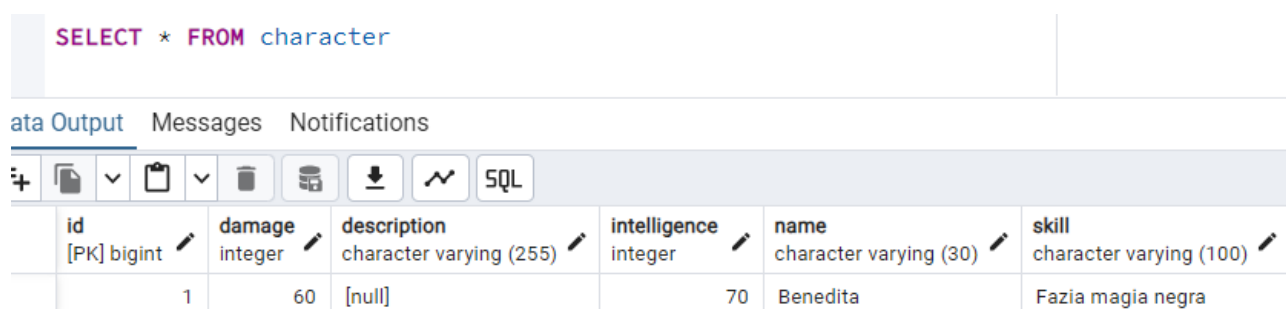 SELECT * FROM character
ata Output Messages Notifications
SQL
id damage description intelligence name skill
[PK] bigint integer character varying (255) integer character varying (30) character varying (100)
1 60 [null] 70 Benedita Fazia magia negra